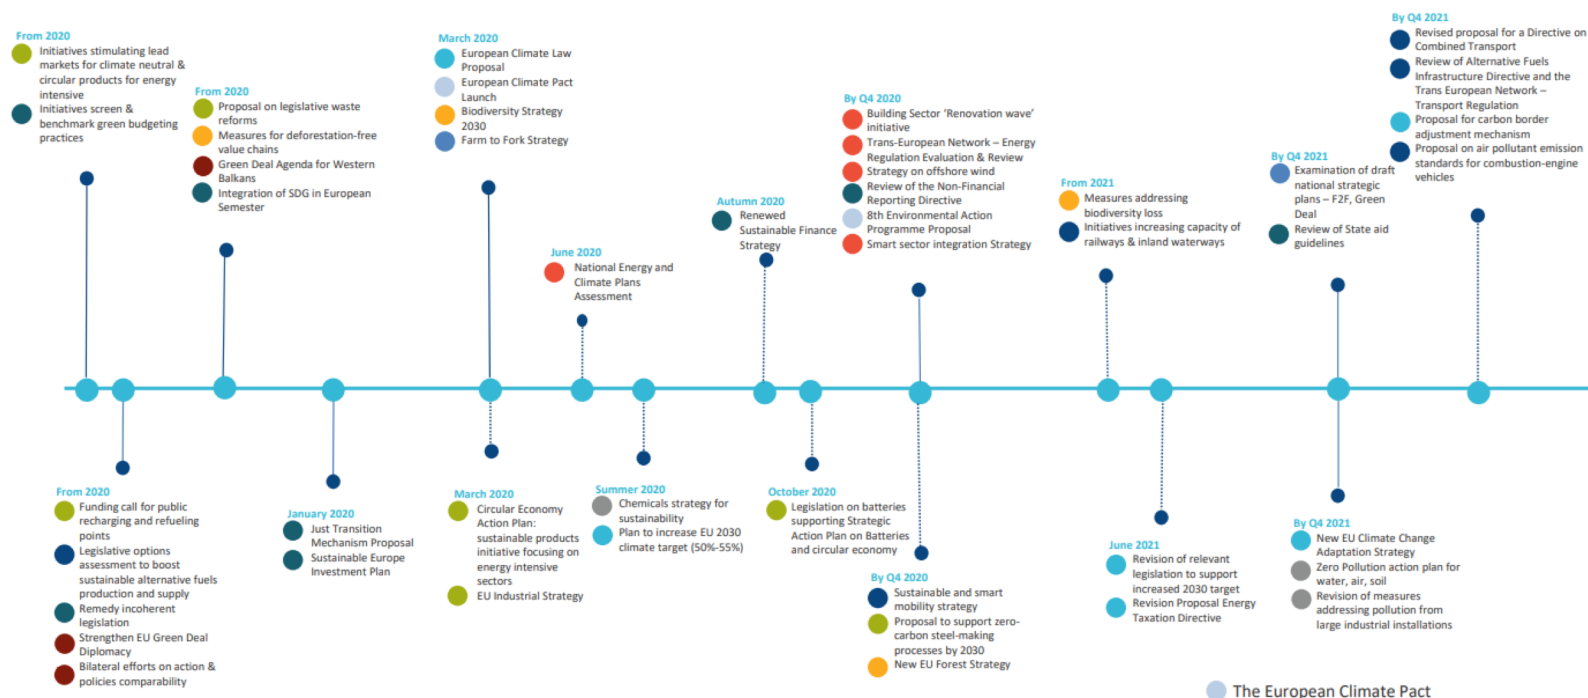 From 2020
Initiatives stimulating lead
markets for climate neutral &
circular products for energy
intensive
Initiatives screen &
benchmark green budgeting
practices
From 2020
Proposal on legislative waste
reforms
Measures for deforestation-free
value chains
Green Deal Agenda for Western
Balkans
Integration of SDG in European
Semester
March 2020
European Climate Law
Proposal
European Climate Pact
Launch
Biodiversity Strategy
2030
Farm to Fork Strategy
June 2020
National Energy and
Climate Plans
Assessment
Autumn 2020
Renewed
Sustainable Finance
Strategy
By Q4 2020
Building Sector ‘Renovation wave’
initiative
Trans-European Network – Energy
Regulation Evaluation & Review
Strategy on offshore wind
Review of the Non-Financial
Reporting Directive
8th Environmental Action
Programme Proposal
Smart sector integration Strategy
From 2021
Measures addressing
biodiversity loss
Initiatives increasing capacity of
railways & inland waterways
By Q4 2021
Examination of draft
national strategic
plans – F2F, Green
Deal
Review of State aid
guidelines
By Q4 2021
Revised proposal for a Directive on
Combined Transport
Review of Alternative Fuels
Infrastructure Directive and the
Trans European Network –
Transport Regulation
Proposal for carbon border
adjustment mechanism
Proposal on air pollutant emission
standards for combustion-engine
vehicles
From 2020
Funding call for public
recharging and refueling
points
Legislative options
assessment to boost
sustainable alternative fuels
production and supply
Remedy incoherent
legislation
Strengthen EU Green Deal
Diplomacy
Bilateral efforts on action &
policies comparability
January 2020
Just Transition
Mechanism Proposal
Sustainable Europe
Investment Plan
March 2020
Circular Economy
Action Plan:
sustainable products
initiative focusing on
energy intensive
sectors
EU Industrial Strategy
Summer 2020
Chemicals strategy for
sustainability
Plan to increase EU 2030
climate target (50%-55%)
October 2020
Legislation on batteries
supporting Strategic
Action Plan on Batteries
and circular economy
By Q4 2020
Sustainable and smart
mobility strategy
Proposal to support zero-
carbon steel-making
processes by 2030
New EU Forest Strategy
June 2021
Revision of relevant
legislation to support
increased 2030 target
Revision Proposal Energy
Taxation Directive
By Q4 2021
New EU Climate Change
Adaptation Strategy
Zero Pollution action plan for
water, air, soil
Revision of measures
addressing pollution from
large industrial installations
The European Climate Pact